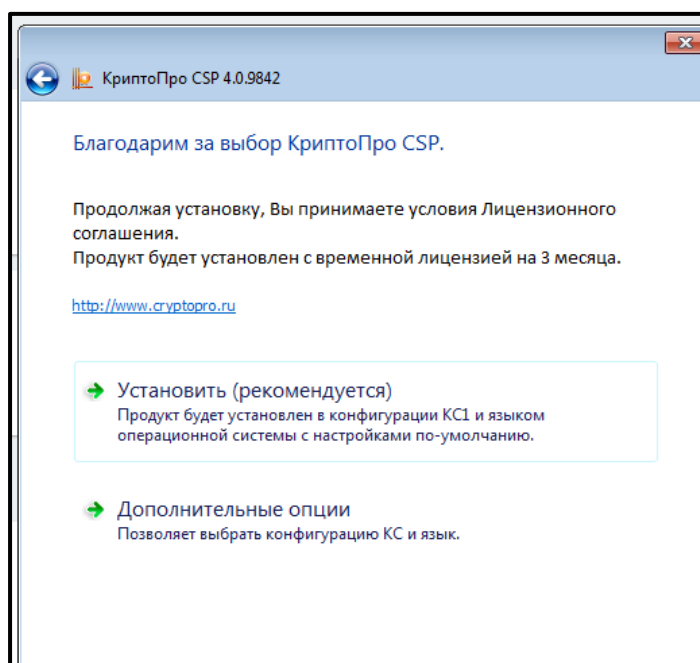 КриптоПро CSP 4.0.9842
Благодарим за выбор КриптоПро CSP.
Продолжая установку, Вы принимаете условия Лицензионного
соглашения.
Продукт будет установлен с временной лицензией на 3 месяца.
http://www.cryptopro.ru
Установить (рекомендуется)
Продукт будет установлен в конфигурации КС1 и языком
операционной системы с настройками по-умолчанию.
Дополнительные опции
Позволяет выбрать конфигурацию КС и язык.